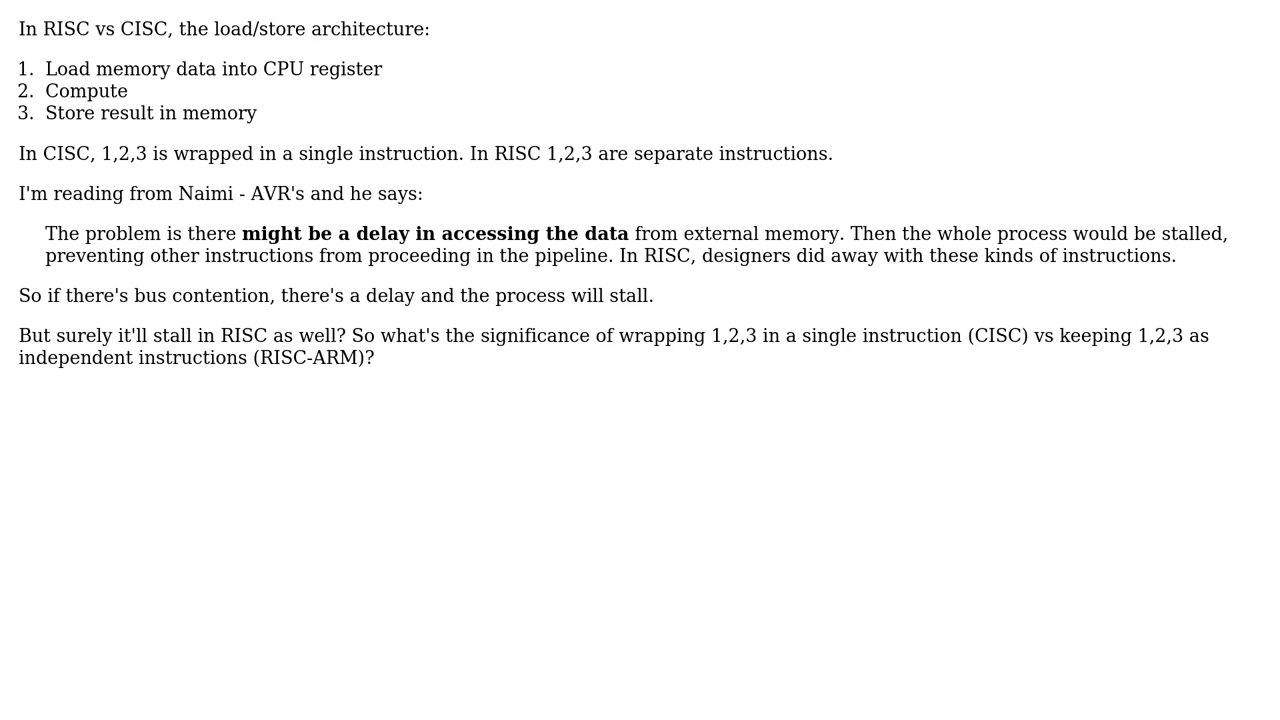 In RISC vs CISC, the load/store architecture:
1. Load memory data into CPU register
2. Compute
3. Store result in memory
In CISC, 1,2,3 is wrapped in a single instruction. In RISC 1,2,3 are separate instructions.
I'm reading from Naimi - AVR's and he says:
The problem is there might be a delay in accessing the data from external memory. Then the whole process would be stalled,
preventing other instructions from proceeding in the pipeline. In RISC, designers did away with these kinds of instructions.
So if there's bus contention, there's a delay and the process will stall.
But surely it'll stall in RISC as well? So what's the significance of wrapping 1,2,3 in a single instruction (CISC) vs keeping 1,2,3 as
independent instructions (RISC-ARM)?